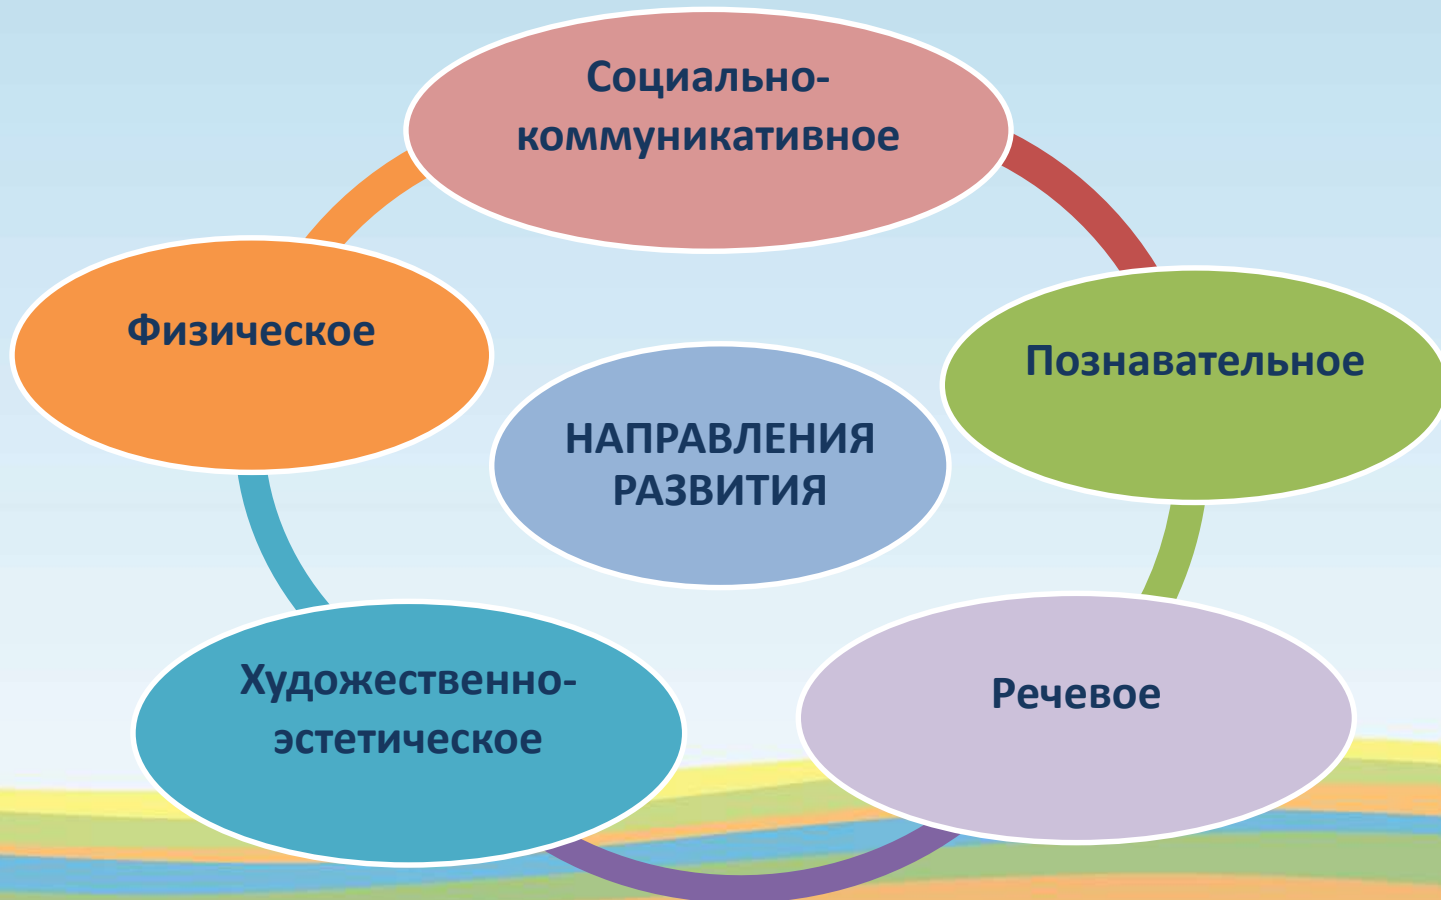 Социально-
коммуникативное
Физическое
Познавательное
НАПРАВЛЕНИЯ
РАЗВИТИЯ
Художественно-
эстетическое
Речевое